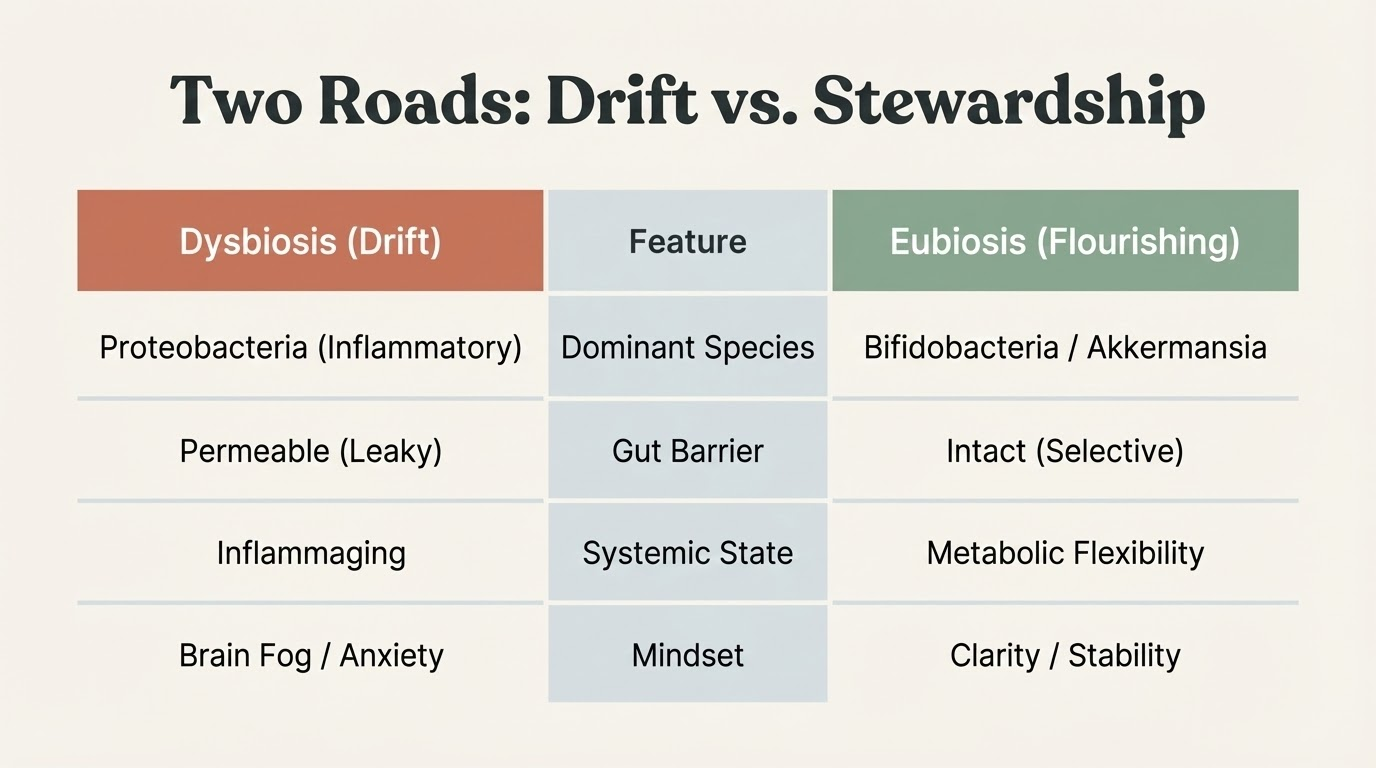 Two Roads: Drift vs. Stewardship
Dysbiosis (Drift)
Feature
Eubiosis (Flourishing)
Proteobacteria (Inflammatory)
Dominant Species
Bifidobacteria / Akkermansia
Permeable (Leaky)
Gut Barrier
Intact (Selective)
Inflammaging
Systemic State
Metabolic Flexibility
Brain Fog / Anxiety
Mindset
Clarity / Stability